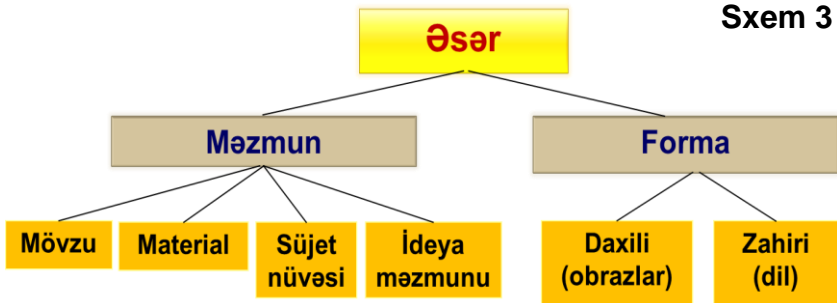 Sxem 3
Əsər
Məzmun
Forma
Mövzu
Material
Süjet
nüvəsi
İdeya
məzmunu
Daxili
(obrazlar)
Zahiri
(dil)